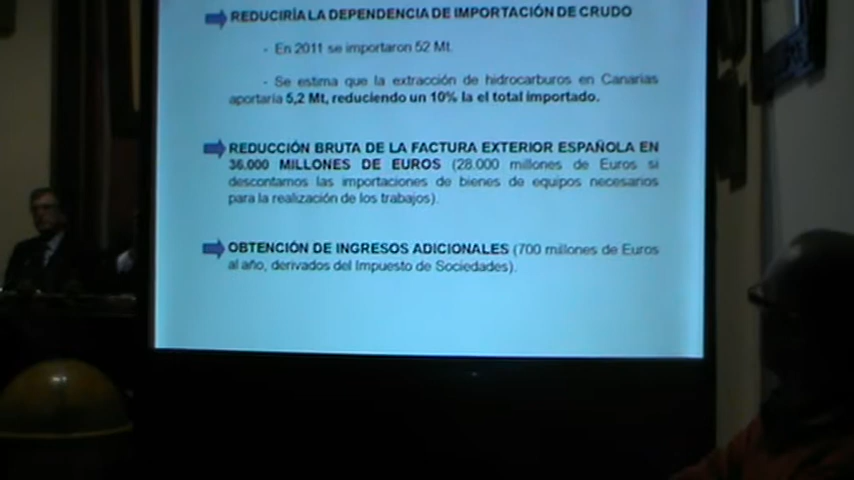 REDUCIRÍA LA DEPENDENCIA DE IMPORTACIÓN DE CRUDO
- En 2011 se importaron 52 Mt.
- Se estima que la extracción de hidrocarburos en Canarias
aportaría 5,2 Mt, reduciendo un 10% la el total importado.
REDUCCIÓN BRUTA DE LA FACTURA EXTERIOR ESPAÑOLA EN
36.000 MILLONES DE EUROS (28.000 millones de Euros si
descontamos las importaciones de bienes de equipos necesarios
para la realización de los trabajos).
OBTENCIÓN DE INGRESOS ADICIONALES (700 millones de Euros
al año, derivados del Impuesto de Sociedades).